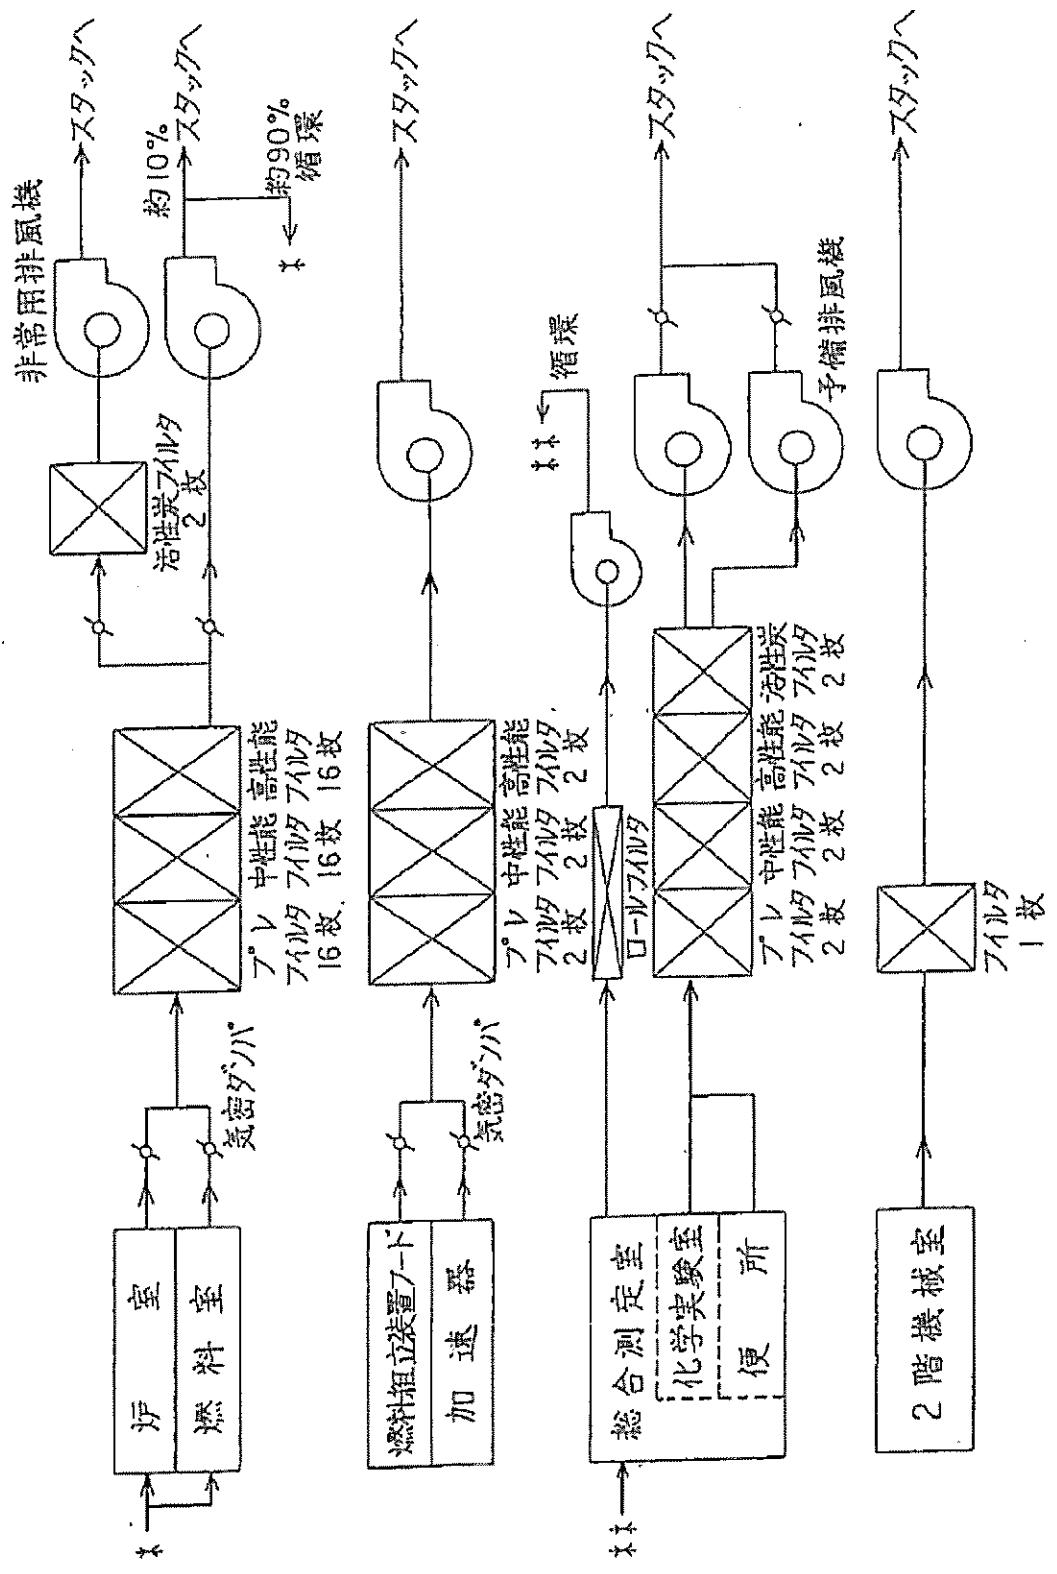 非常用排風機
スタックへ
活性炭フィルタ
2枚
約10%
スタックへ
約90%
循環
*
プレ 中性能 高性能
フィルタ フィルタ フィルタ
16枚 16枚 16枚
気密ダンパ
炉室
燃料室
*
スタックへ
プレ 中性能 高性能
フィルタ フィルタ フィルタ
2枚 2枚 2枚
気密ダンパ
燃料組立装置フード
加速器
循環
**
ロールフィルタ
スタックへ
予備排風機
プレ 中性能 高性能 活性炭
フィルタ フィルタ フィルタ フィルタ
2枚 2枚 2枚 2枚
総合測定室
化学実験室
便所
**
スタックへ
フィルタ
1枚
2階機械室